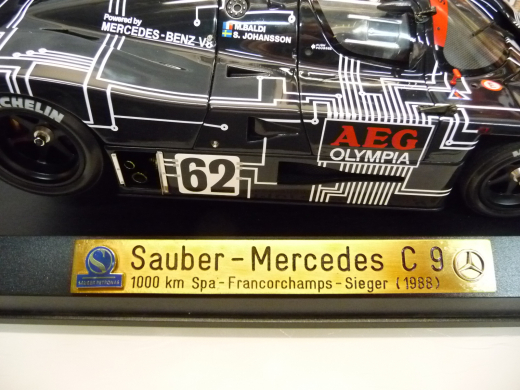 Powered by
MERCEDES-BENZ V8
M.BALDI
S. JOHANSSON
MICHELIN
62
AEG
OLYMPIA
S
Sauber-Mercedes C 9
1000 km Spa-Francorchamps-Sieger (1988)